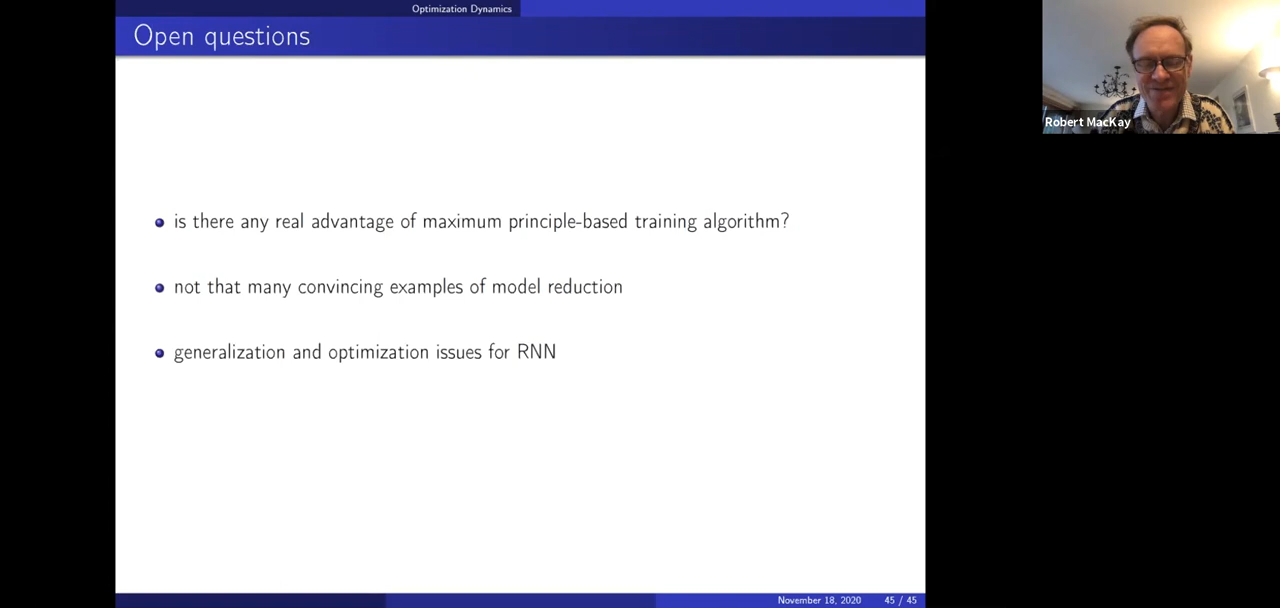 Optimization Dynamics
Open questions
is there any real advantage of maximum principle-based training algorithm?
not that many convincing examples of model reduction
generalization and optimization issues for RNN
November 18, 2020 45 / 45
Robert MacKay